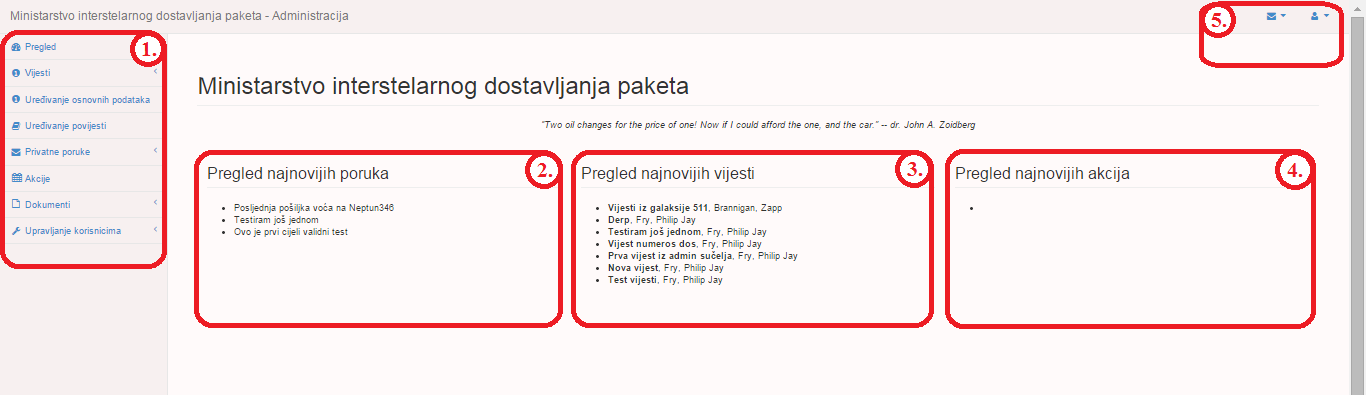 Ministarstvo interstelarnog dostavljanja paketa - Administracija
5.
1.
Pregled
Vijesti
Uređivanje osnovnih podataka
Uređivanje povijesti
Privatne poruke
Akcije
Dokumenti
Upravljanje korisnicima
Ministarstvo interstelarnog dostavljanja paketa
"Two oil changes for the price of one! Now if I could afford the one, and the car." -- dr. John A. Zoidberg
2.
Pregled najnovijih poruka
Posljednja pošiljka voća na Neptun346
Testiram još jednom
Ovo je prvi cijeli validni test
3.
Pregled najnovijih vijesti
Vijesti iz galaksije 511, Brannigan, Zapp
Derp, Fry, Philip Jay
Testiram još jednom, Fry, Philip Jay
Vijest numeros dos, Fry, Philip Jay
Prva vijest iz admin sučelja, Fry, Philip Jay
Nova vijest, Fry, Philip Jay
Test vijesti, Fry, Philip Jay
4.
Pregled najnovijih akcija